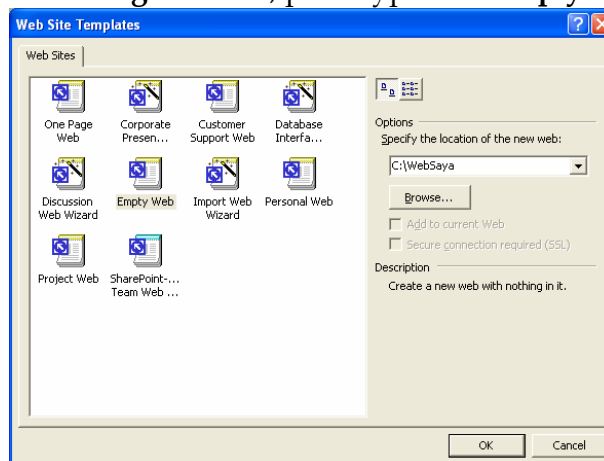 Web Site Templates
Web Sites
One Page
Web
Corporate
Presen...
Customer
Support Web
Database
Interfa...
Discussion
Web Wizard
Empty Web
Import Web
Wizard
Personal Web
Project Web
SharePoint-...
Team Web ...
Options
Specify the location of the new web:
C:\WebSaya
Browse...
Add to current Web
Secure connection required (SSL)
Description
Create a new web with nothing in it.
OK
Cancel